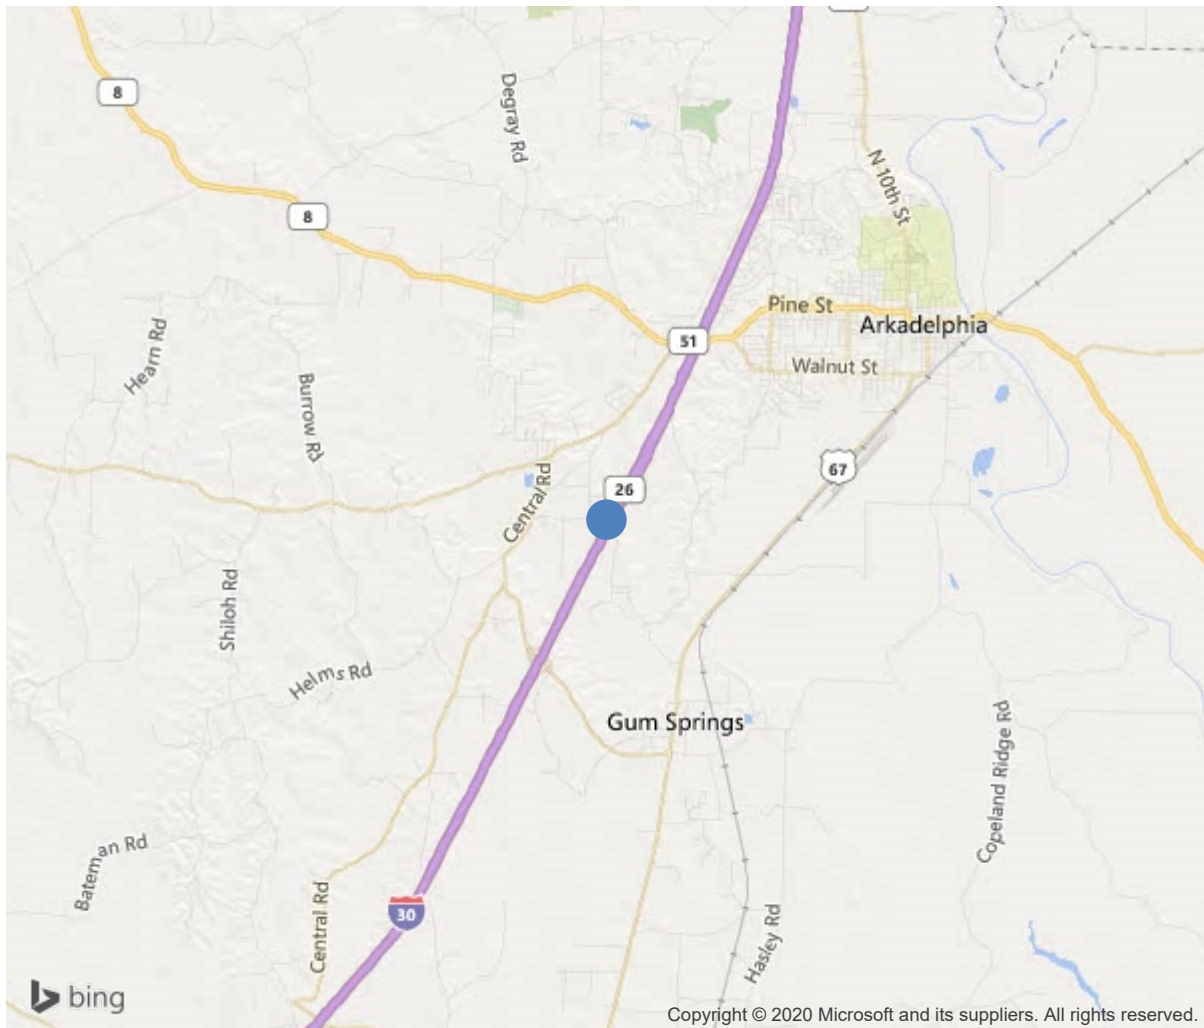 8
Degray Rd
N 10th St
8
Pine St
Arkadelphia
51
Walnut St
Hearn Rd
Burrow Rd
67
26
Central Rd
Shiloh Rd
Helms Rd
Gum Springs
Copeland Ridge Rd
Bateman Rd
30
Central Rd
Hasley Rd
bing
Copyright © 2020 Microsoft and its suppliers. All rights reserved.